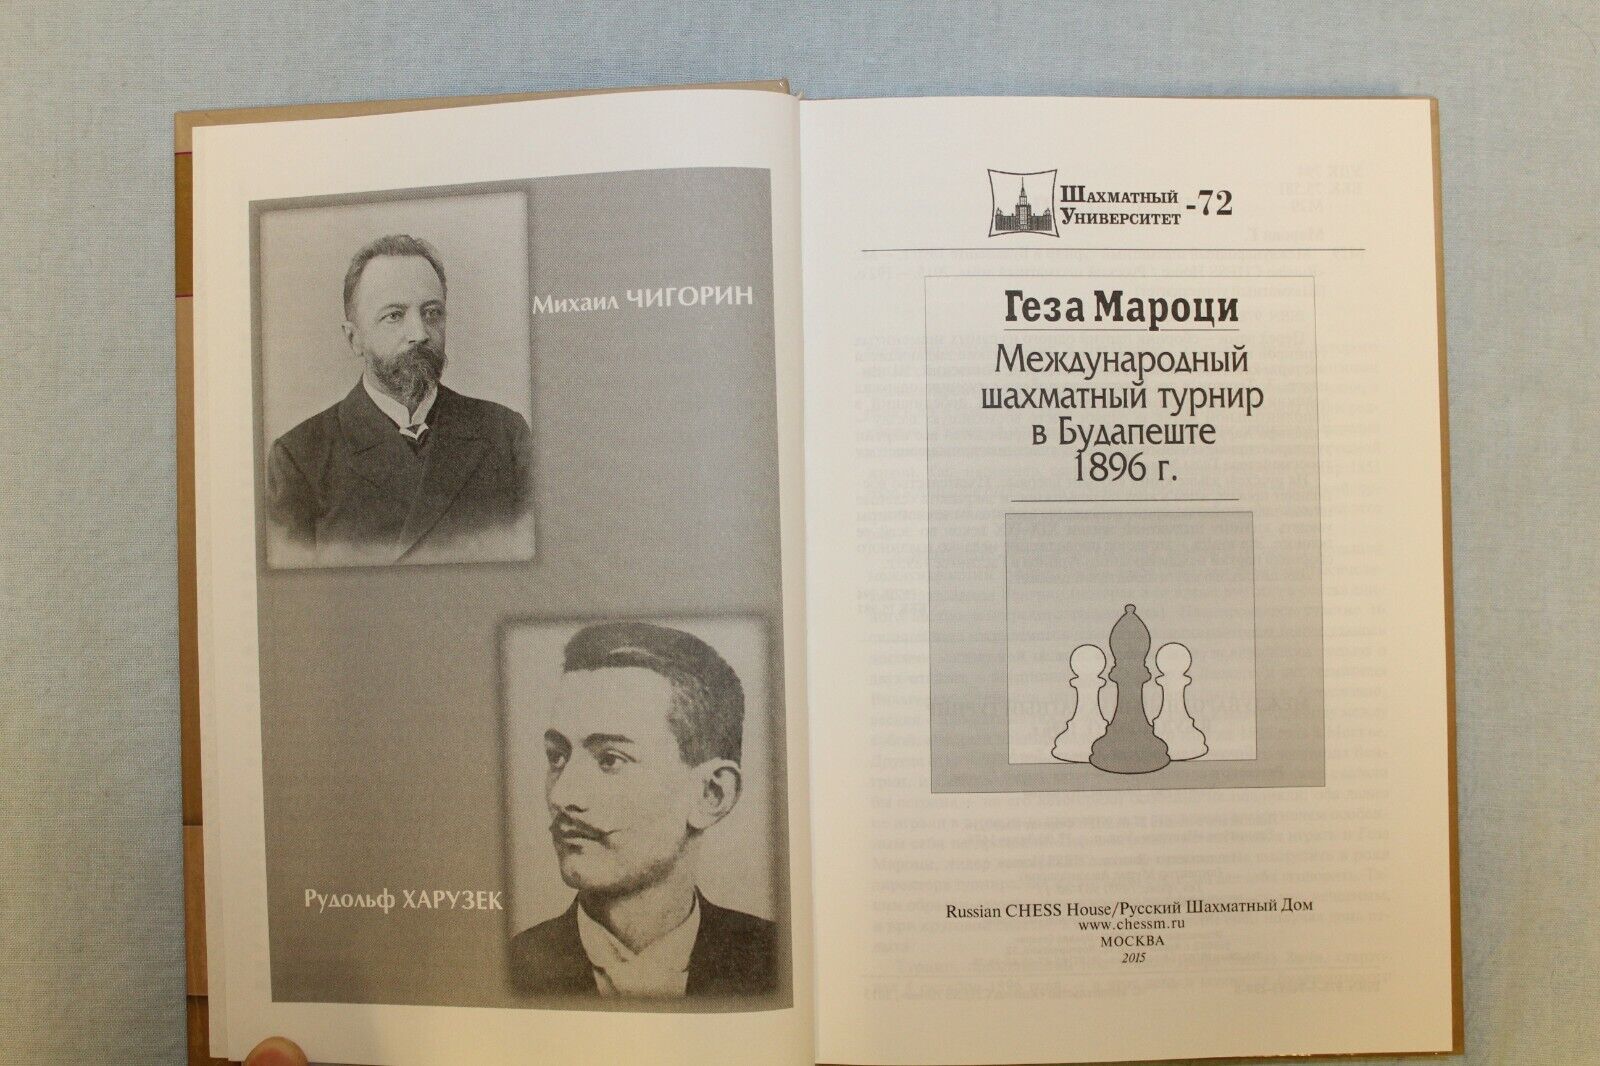 Михаил ЧИГОРИН
Рудольф ХАРУЗЕК
Шахматный
Университет
-72
Геза Мароци
Международный
шахматный турнир
в Будапеште
1896 г.
Russian CHESS House/Русский Шахматный Дом
www.chessm.ru
МОСКВА
2015